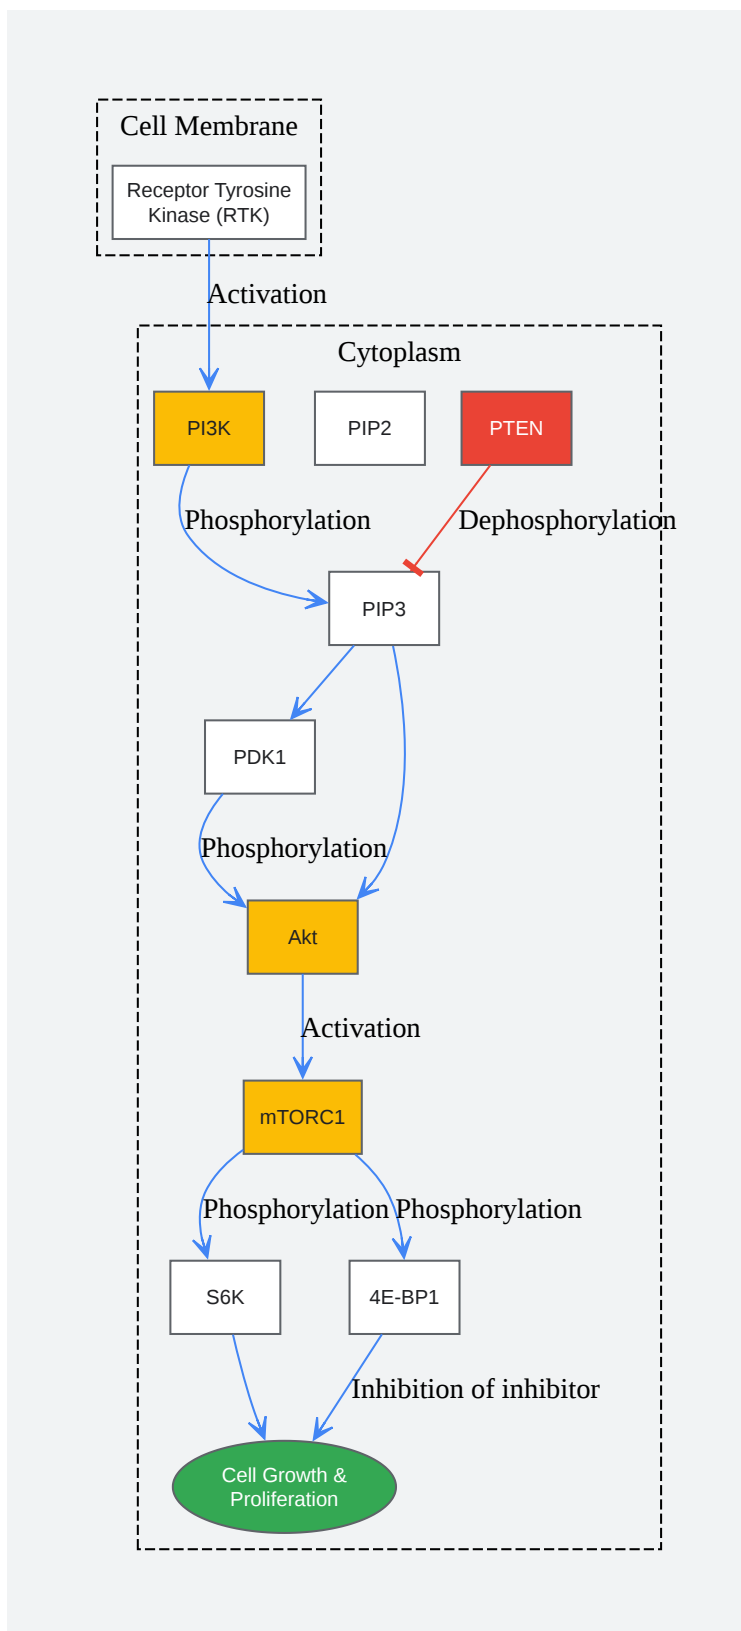 Cell Membrane
Receptor Tyrosine
Kinase (RTK)
Activation
Cytoplasm
PI3K
PIP2
PTEN
Phosphorylation
Dephosphorylation
PIP3
PDK1
Phosphorylation
Akt
Activation
mTORC1
Phosphorylation
Phosphorylation
S6K
4E-BP1
Inhibition of inhibitor
Cell Growth &
Proliferation